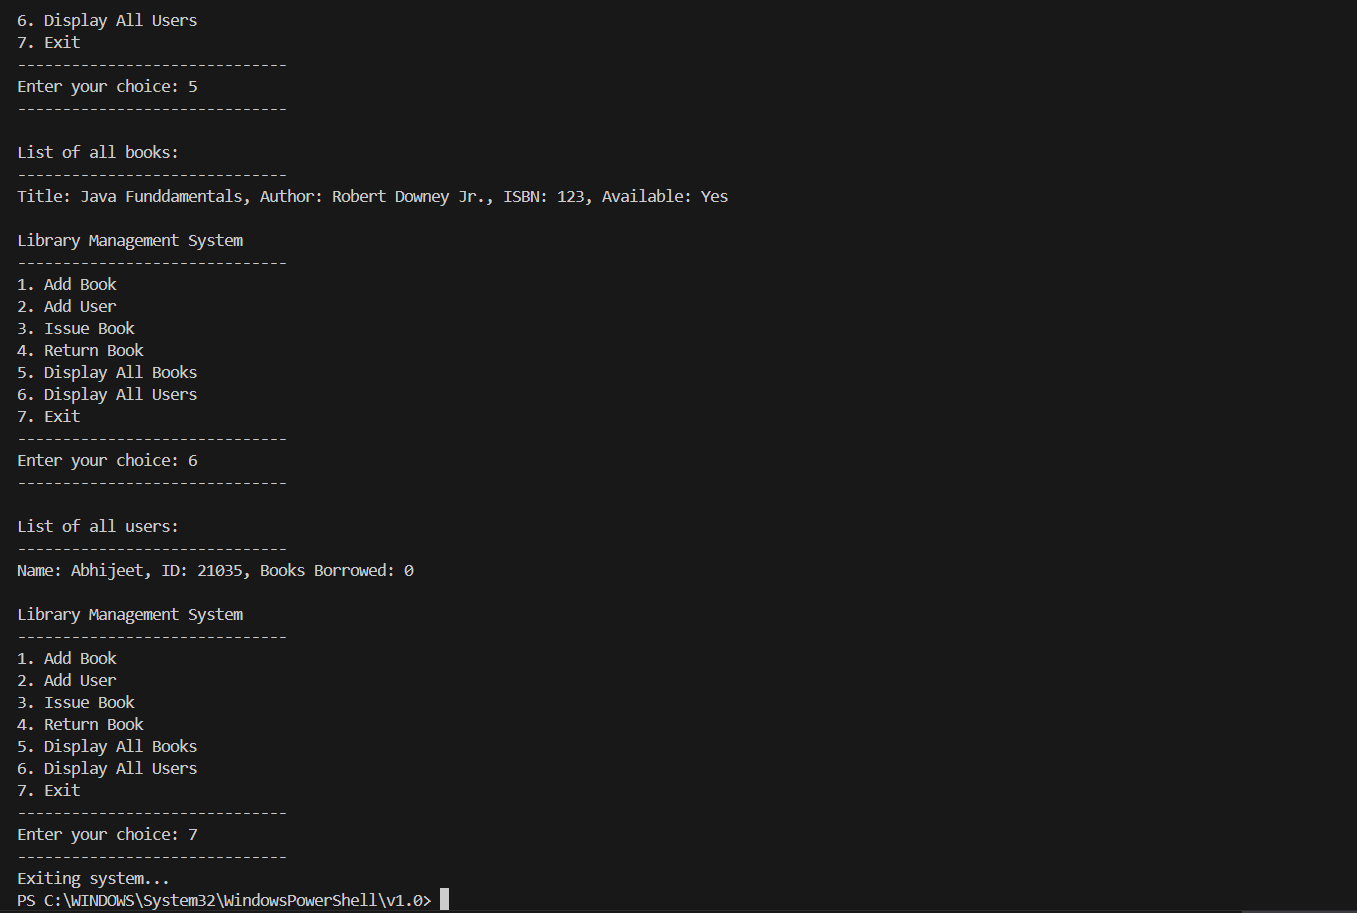 6. Display All Users
7. Exit
------------------------------
Enter your choice: 5
------------------------------
List of all books:
------------------------------
Title: Java Funddamentals, Author: Robert Downey Jr., ISBN: 123, Available: Yes
Library Management System
------------------------------
1. Add Book
2. Add User
3. Issue Book
4. Return Book
5. Display All Books
6. Display All Users
7. Exit
------------------------------
Enter your choice: 6
------------------------------
List of all users:
------------------------------
Name: Abhijeet, ID: 21035, Books Borrowed: 0
Library Management System
------------------------------
1. Add Book
2. Add User
3. Issue Book
4. Return Book
5. Display All Books
6. Display All Users
7. Exit
------------------------------
Enter your choice: 7
------------------------------
Exiting system...
PS C:\WINDOWS\System32\WindowsPowerShell\v1.0>